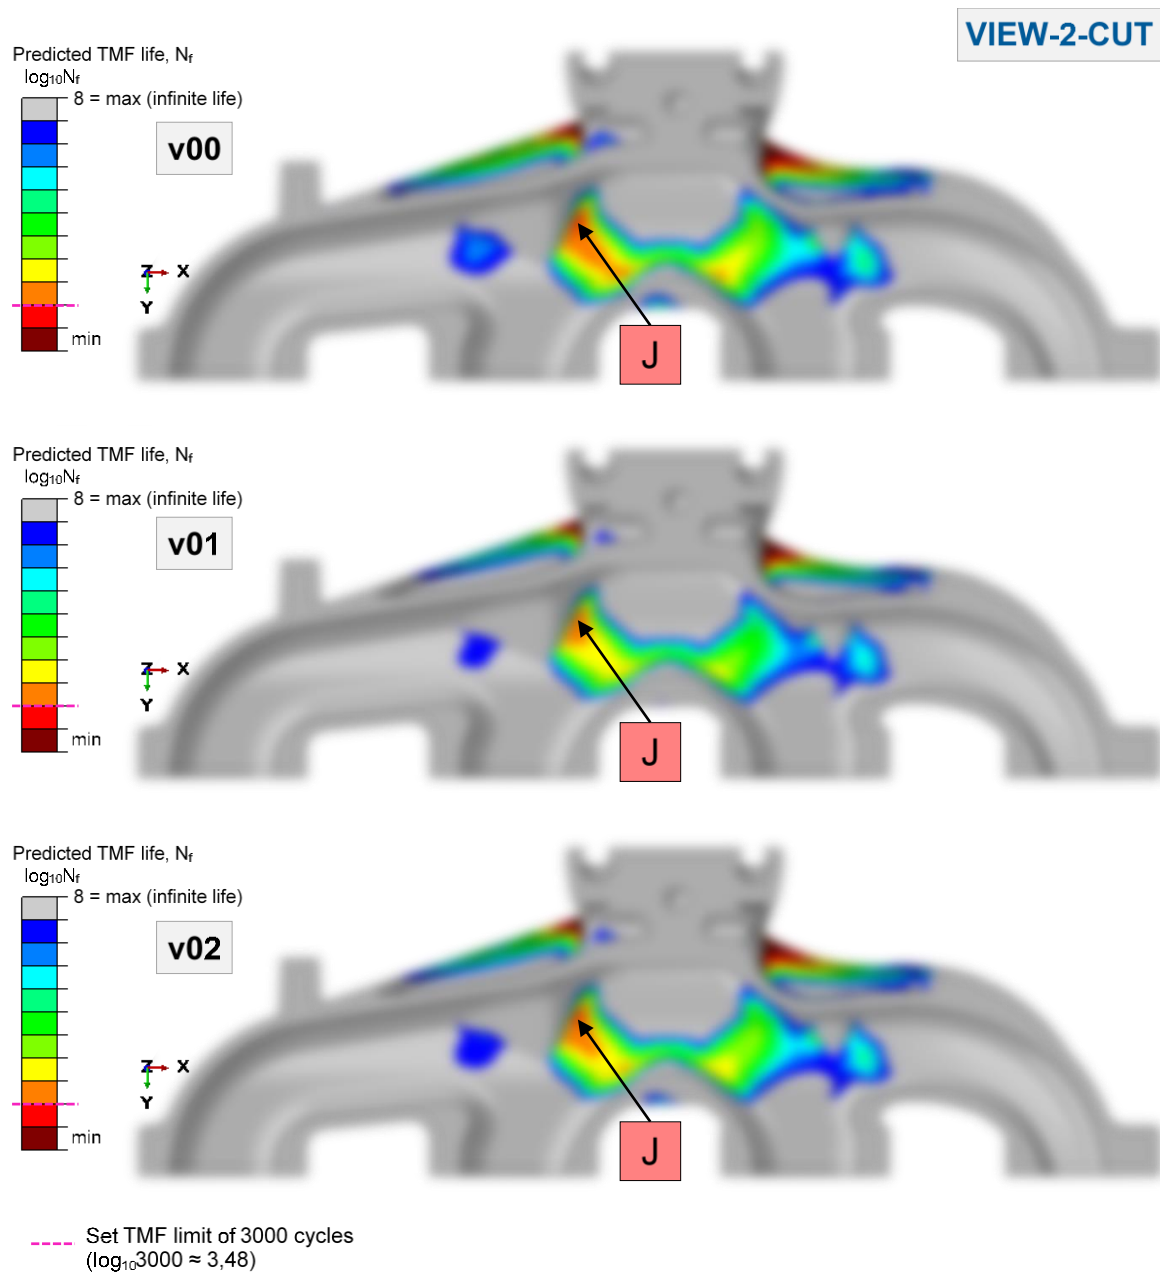 VIEW-2-CUT
Predicted TMF life, Nf
log10Nf
8 = max (infinite life)
v00
Z X
Y
min
J
Predicted TMF life, Nf
log10Nf
8 = max (infinite life)
v01
Z X
Y
min
J
Predicted TMF life, Nf
log10Nf
8 = max (infinite life)
v02
Z X
Y
min
J
Set TMF limit of 3000 cycles
(log103000 ≈ 3,48)